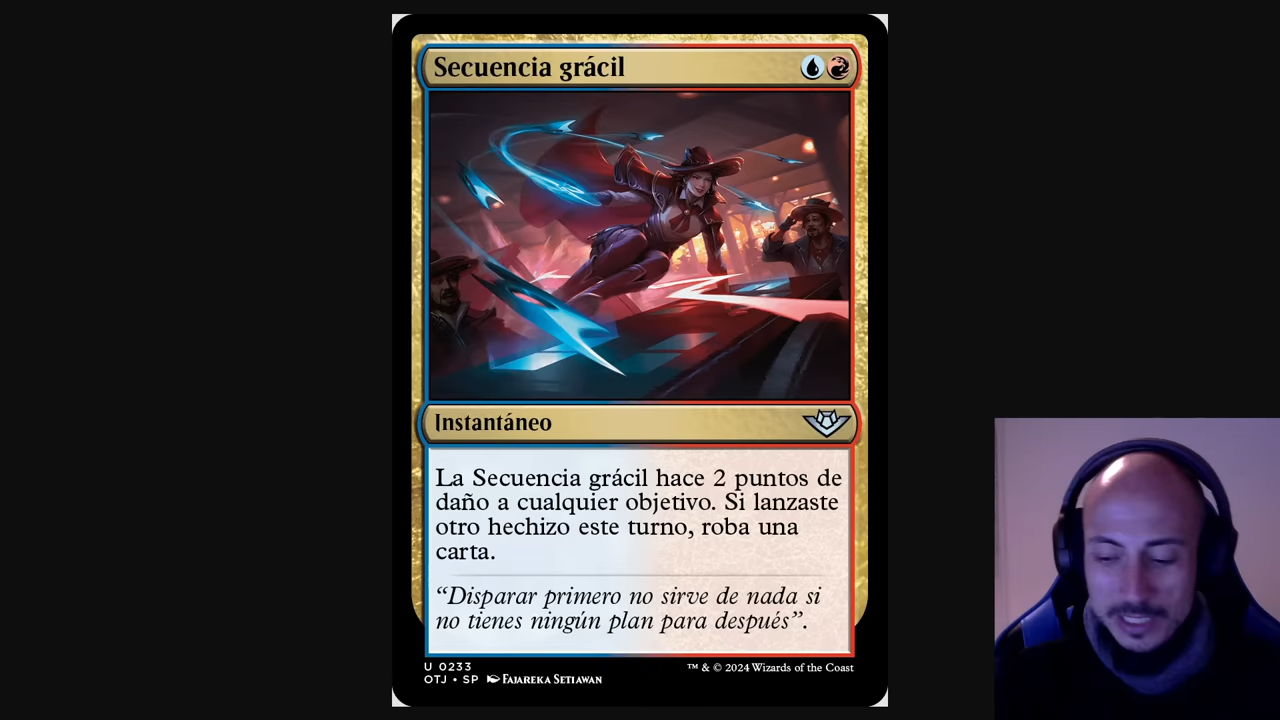 Secuencia grácil
Instantáneo
La Secuencia grácil hace 2 puntos de
daño a cualquier objetivo. Si lanzaste
otro hechizo este turno, roba una
carta.
“Disparar primero no sirve de nada si
no tienes ningún plan para después”.
U 0233
OTJ • SP Fajareka Setiawan
™ & © 2024 Wizards of the Coast